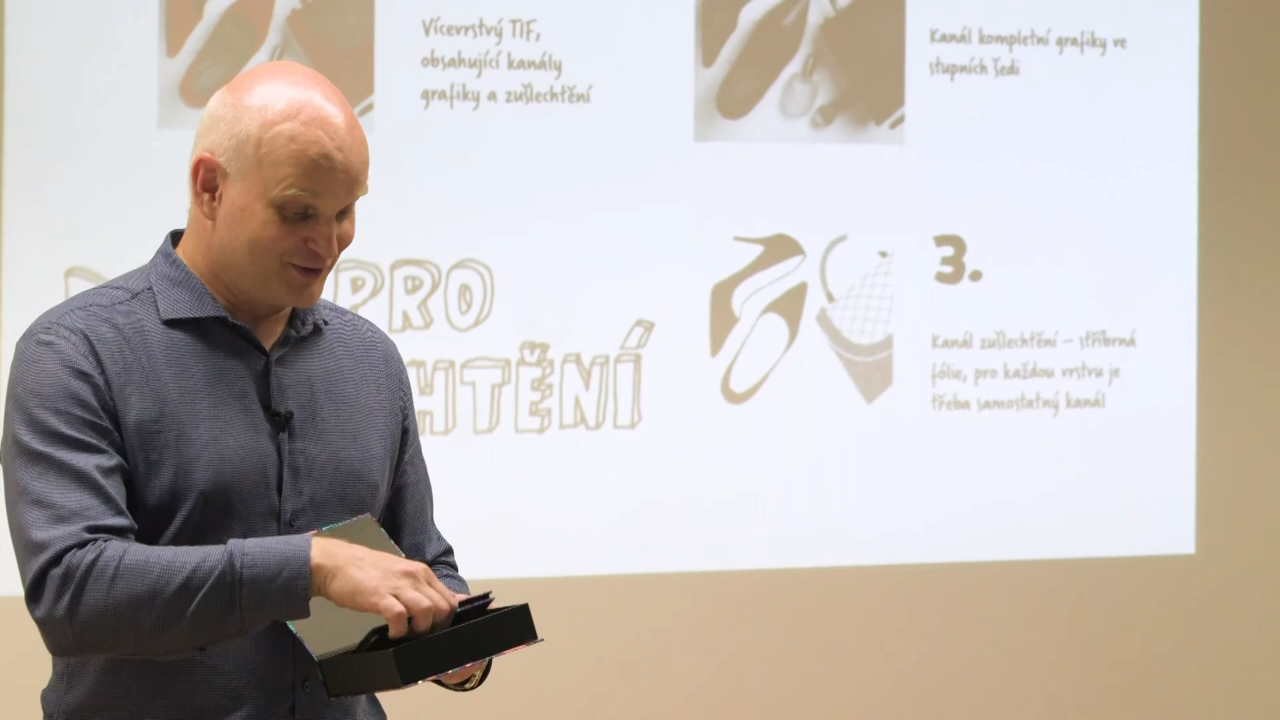 Vícevrstvý TIF,
obsahující kanály
grafiky a zušlechtění
Kanál kompletní grafiky ve
stupních šedi
PRO
HTĚNÍ
3.
Kanál zušlechtění – stříbrná
fólie, pro každou vrstvu je
třeba samostatný kanál